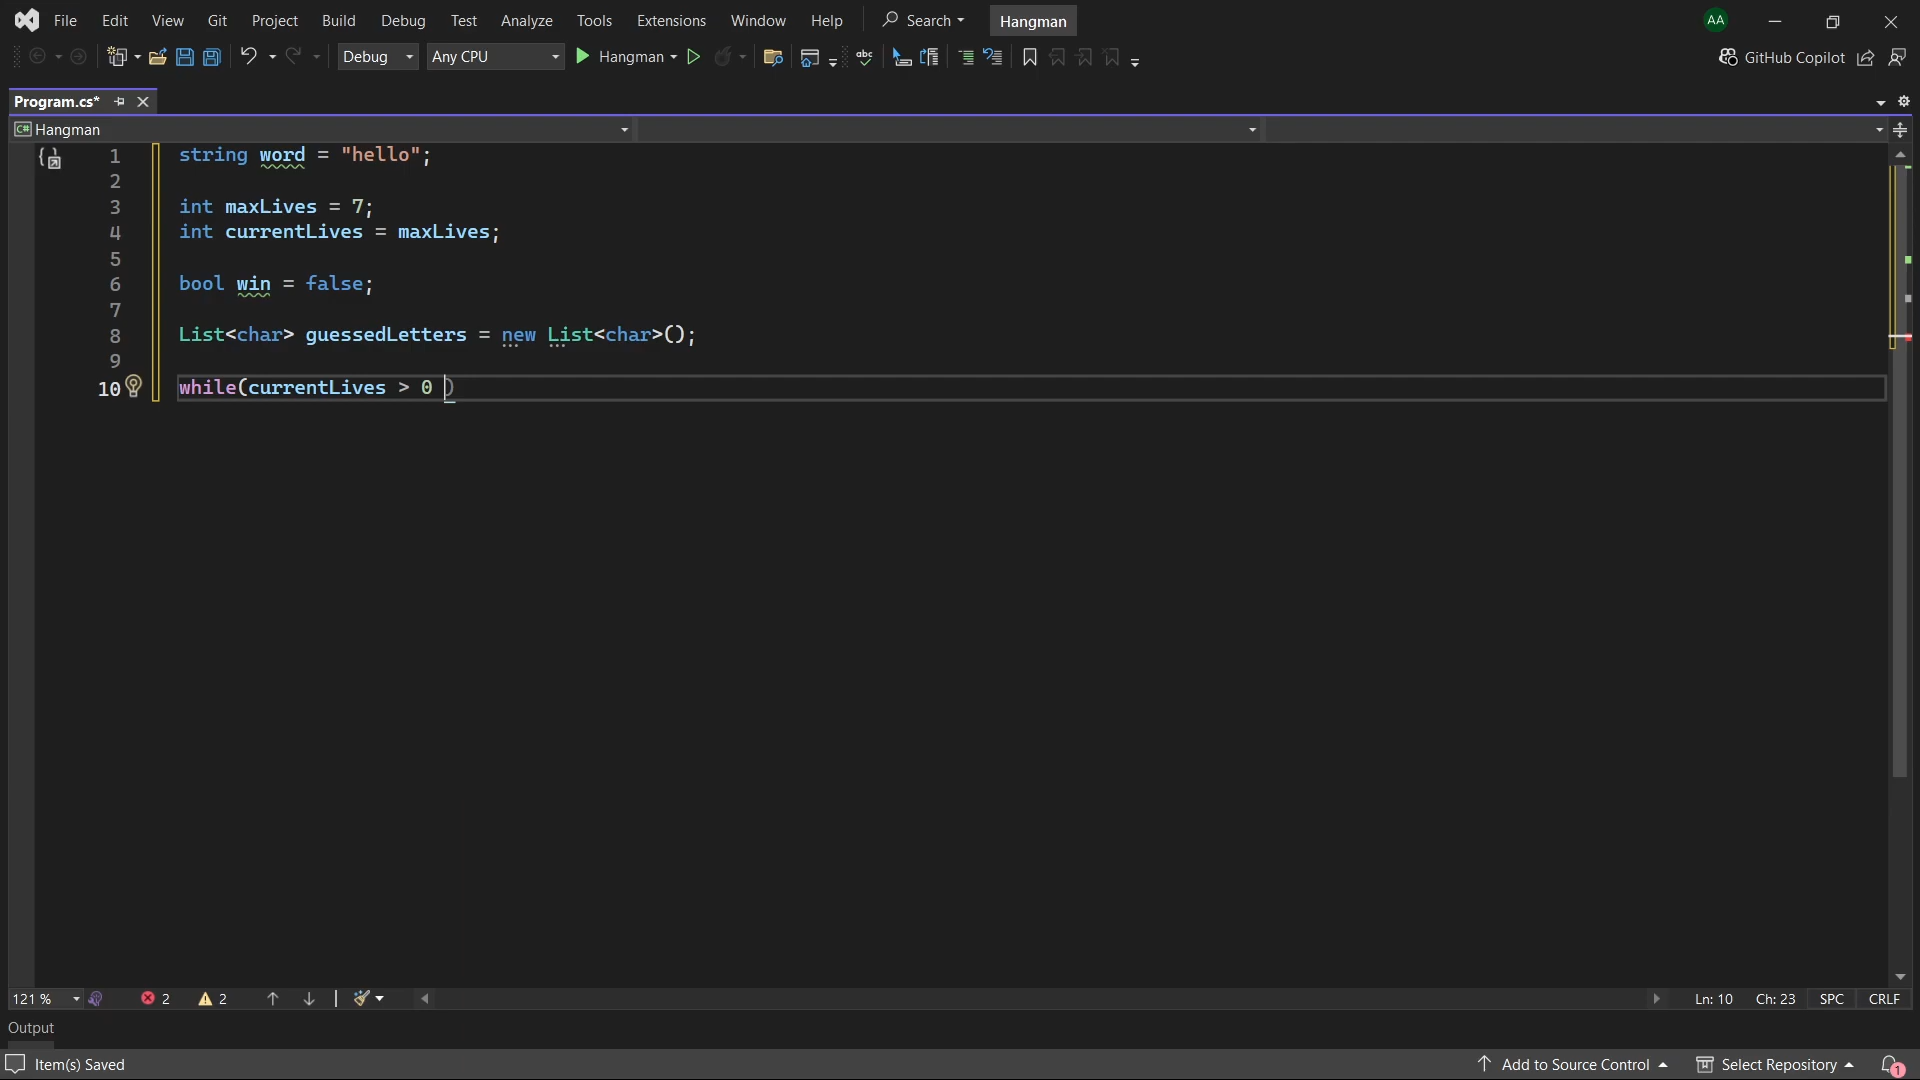 File Edit View Git Project Build Debug Test Analyze Tools Extensions Window Help Search Hangman AA
Debug Any CPU Hangman abc GitHub Copilot
Program.cs*
C# Hangman
1 string word = "hello";
2
3 int maxLives = 7;
4 int currentLives = maxLives;
5
6 bool win = false;
7
8 List<char> guessedLetters = new List<char>();
9
10 while(currentLives > 0 )
121 % 2 2 Ln: 10 Ch: 23 SPC CRLF
Output
Item(s) Saved Add to Source Control Select Repository 1